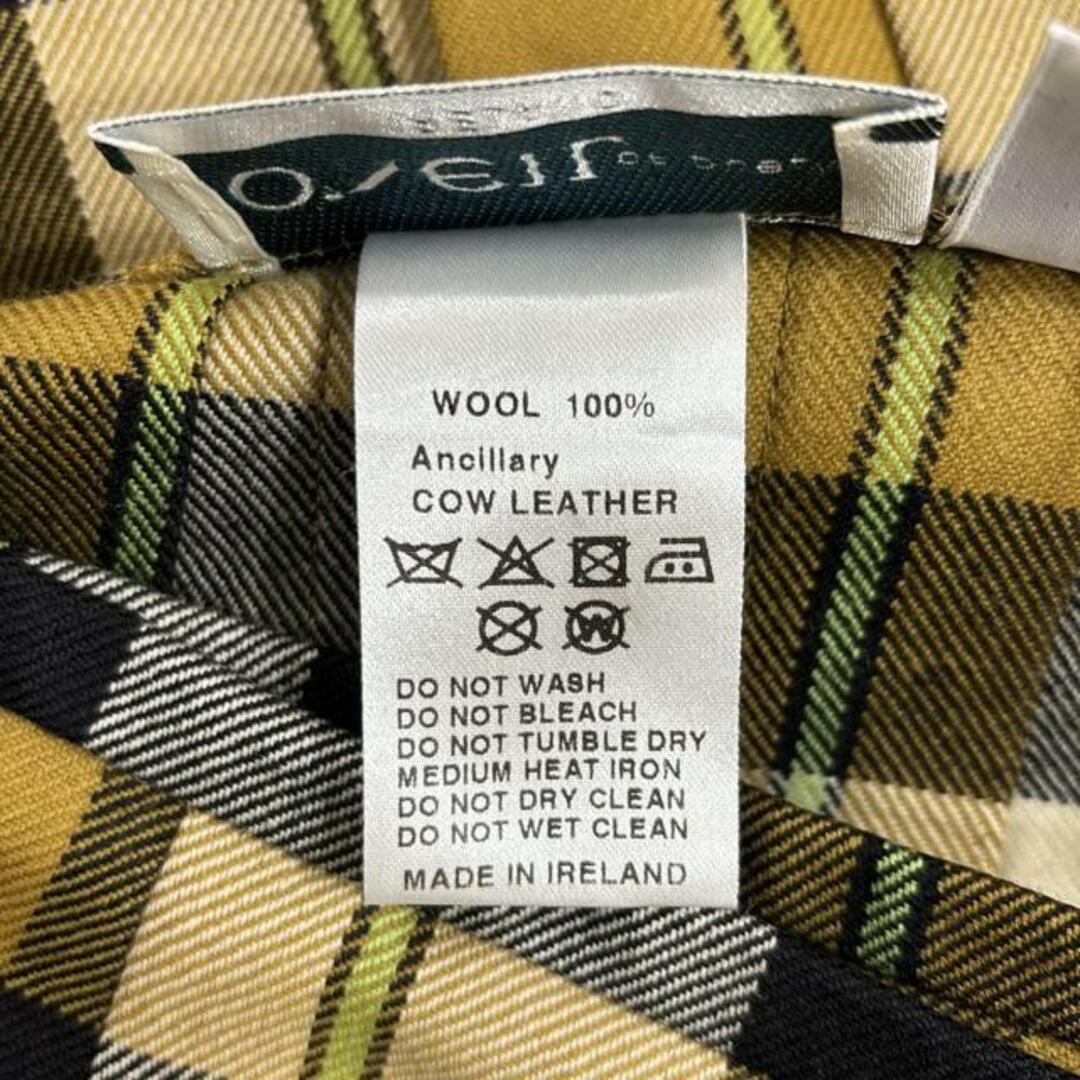 O'NEIL
WOOL 100%
Ancillary
COW LEATHER
W
DO NOT WASH
DO NOT BLEACH
DO NOT TUMBLE DRY
MEDIUM HEAT IRON
DO NOT DRY CLEAN
DO NOT WET CLEAN
MADE IN IRELAND